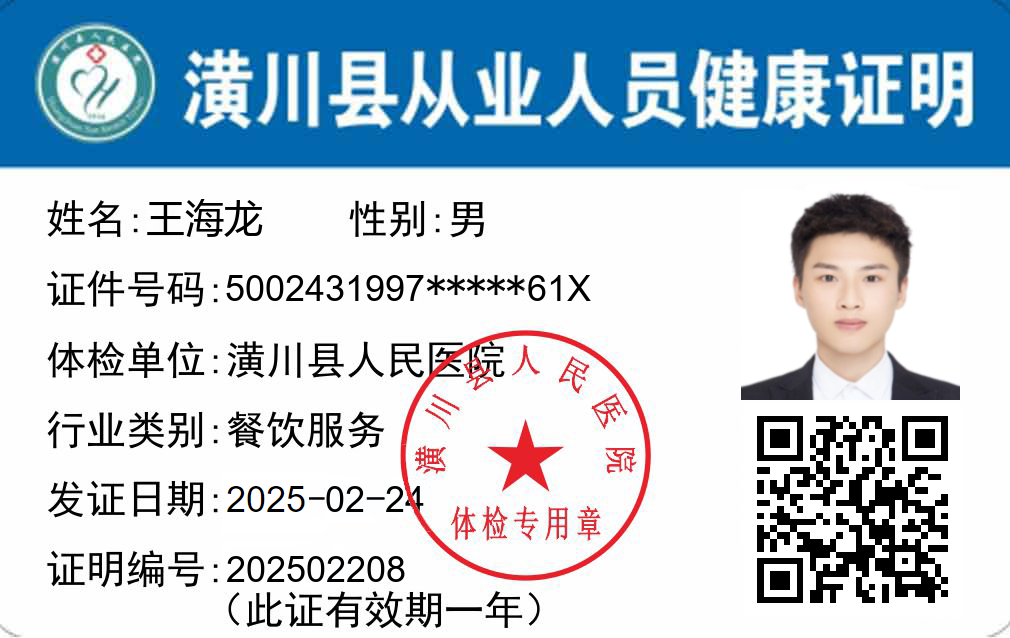 潢川县从业人员健康证明
姓名:王海龙 性别:男
证件号码:5002431997*****61X
体检单位:潢川县人民医院
行业类别:餐饮服务
发证日期:2025-02-24
证明编号:202502208
（此证有效期一年）
潢川县人民医院
体检专用章